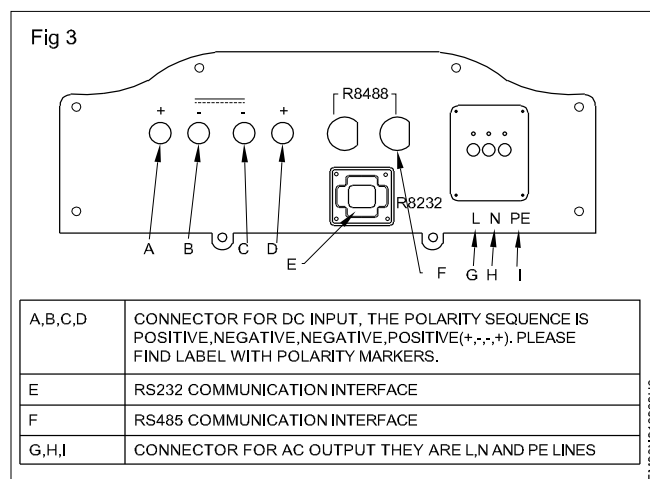 Fig 3
R8488
+ - - +
R8232
L N PE
A B C D E F G H I
A,B,C,D CONNECTOR FOR DC INPUT, THE POLARITY SEQUENCE IS
POSITIVE,NEGATIVE,NEGATIVE,POSITIVE(+,-,-,+). PLEASE
FIND LABEL WITH POLARITY MARKERS.
E RS232 COMMUNICATION INTERFACE
F RS485 COMMUNICATION INTERFACE
G,H,I CONNECTOR FOR AC OUTPUT THEY ARE L,N AND PE LINES